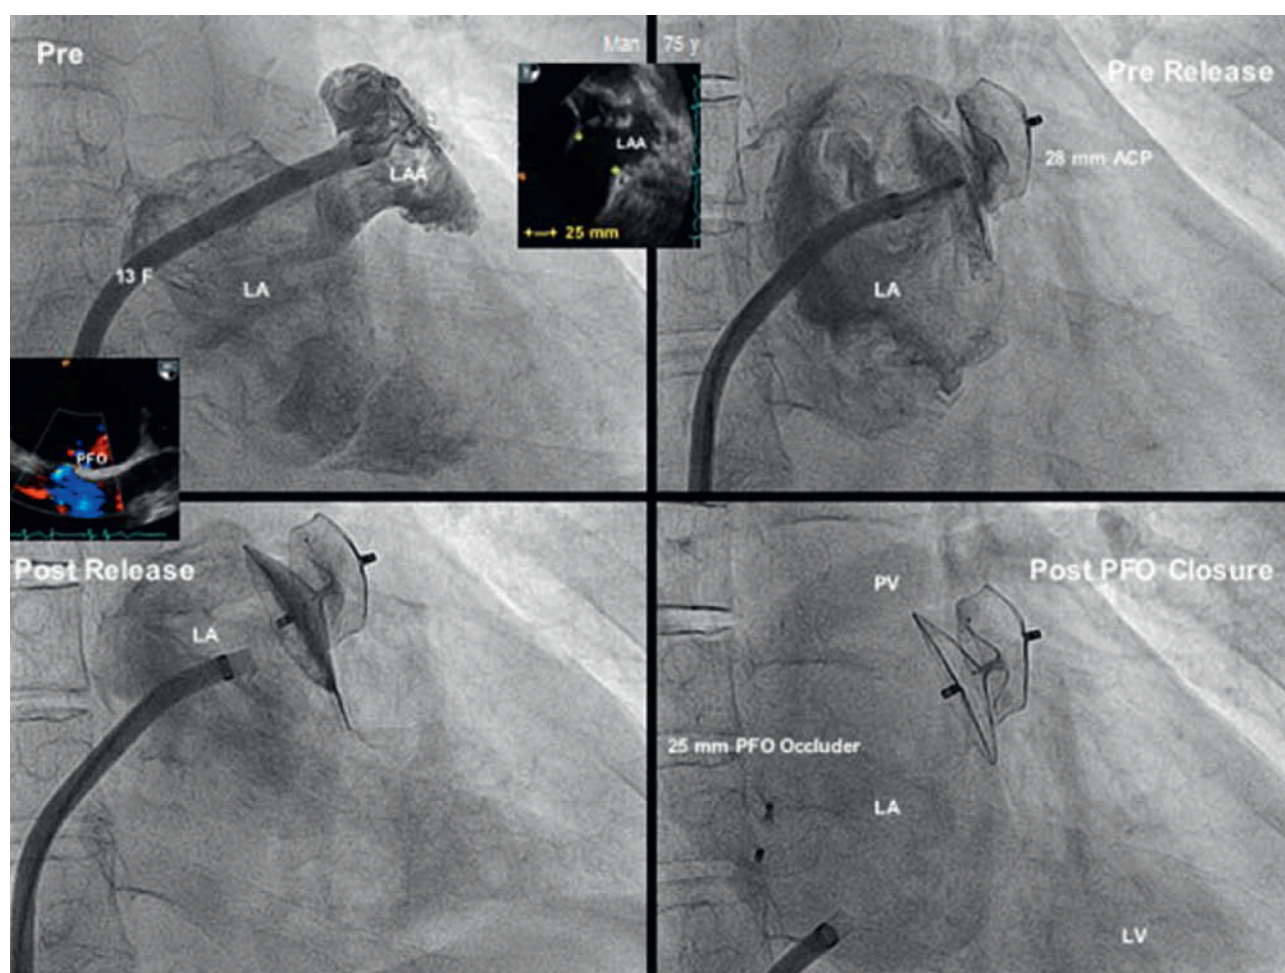 Pre
Man 75 y
Pre Release
LAA
LAA
25 mm
28 mm ACP
13 F
LA
LA
PFO
Post Release
LA
PV
Post PFO Closure
25 mm PFO Occluder
LA
LV